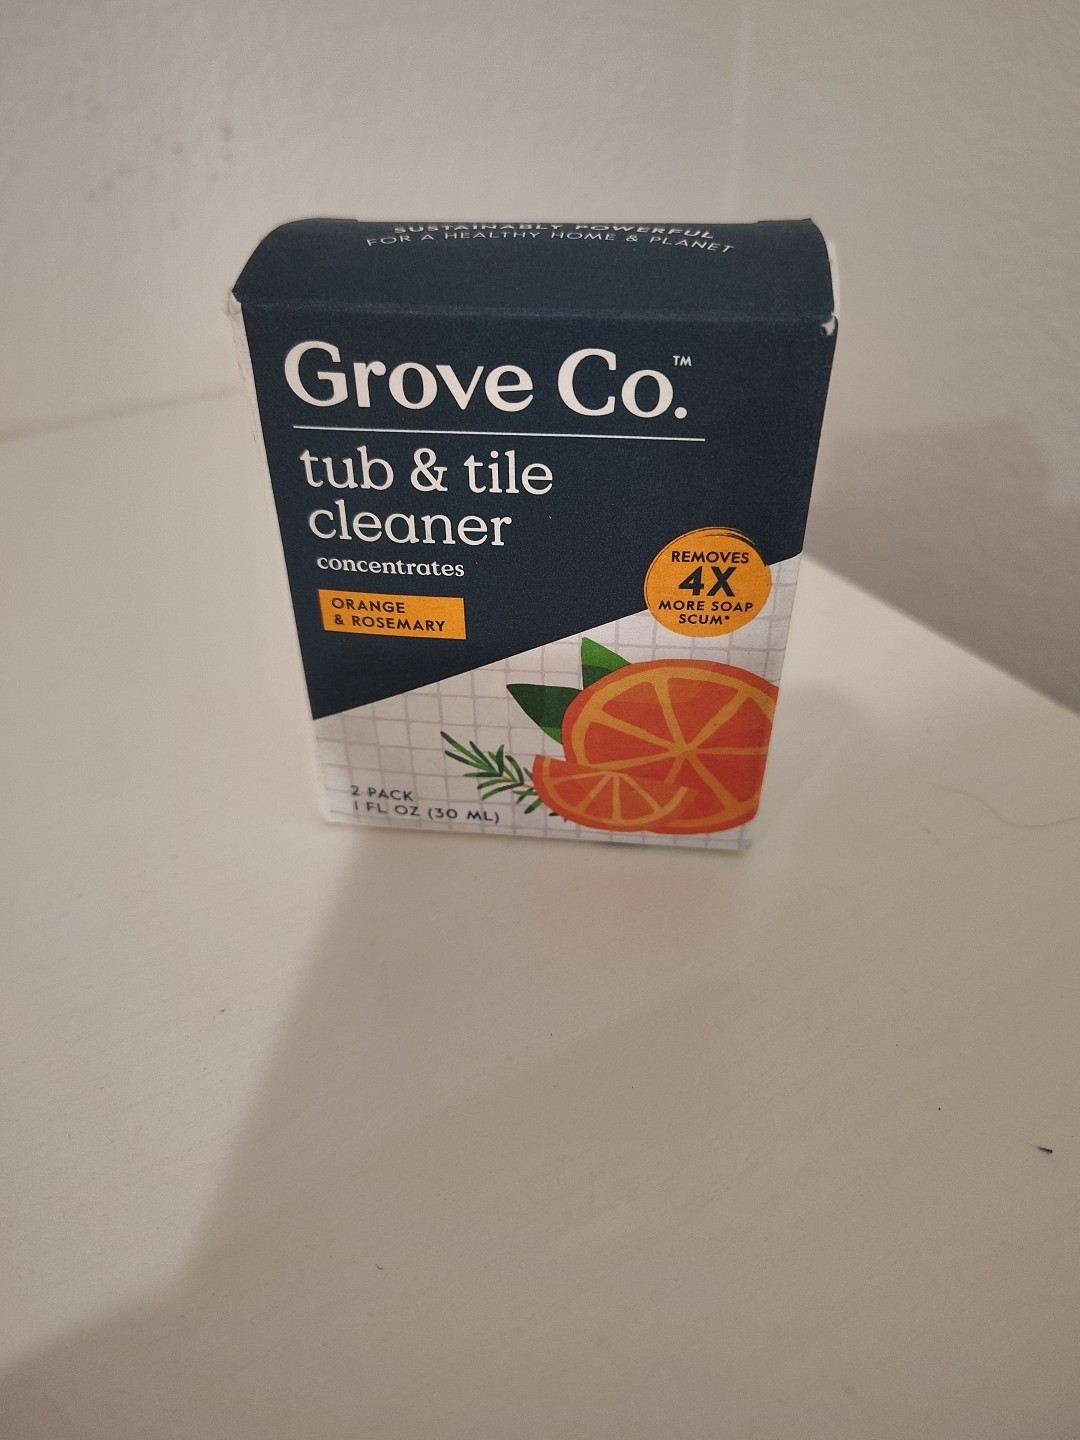 SUSTAINABLY POWERFUL
FOR A HEALTHY HOME & PLANET
Grove Co.™
tub & tile
cleaner
concentrates
ORANGE
& ROSEMARY
REMOVES
4X
MORE SOAP
SCUM*
2 PACK
1 FL OZ (30 ML)